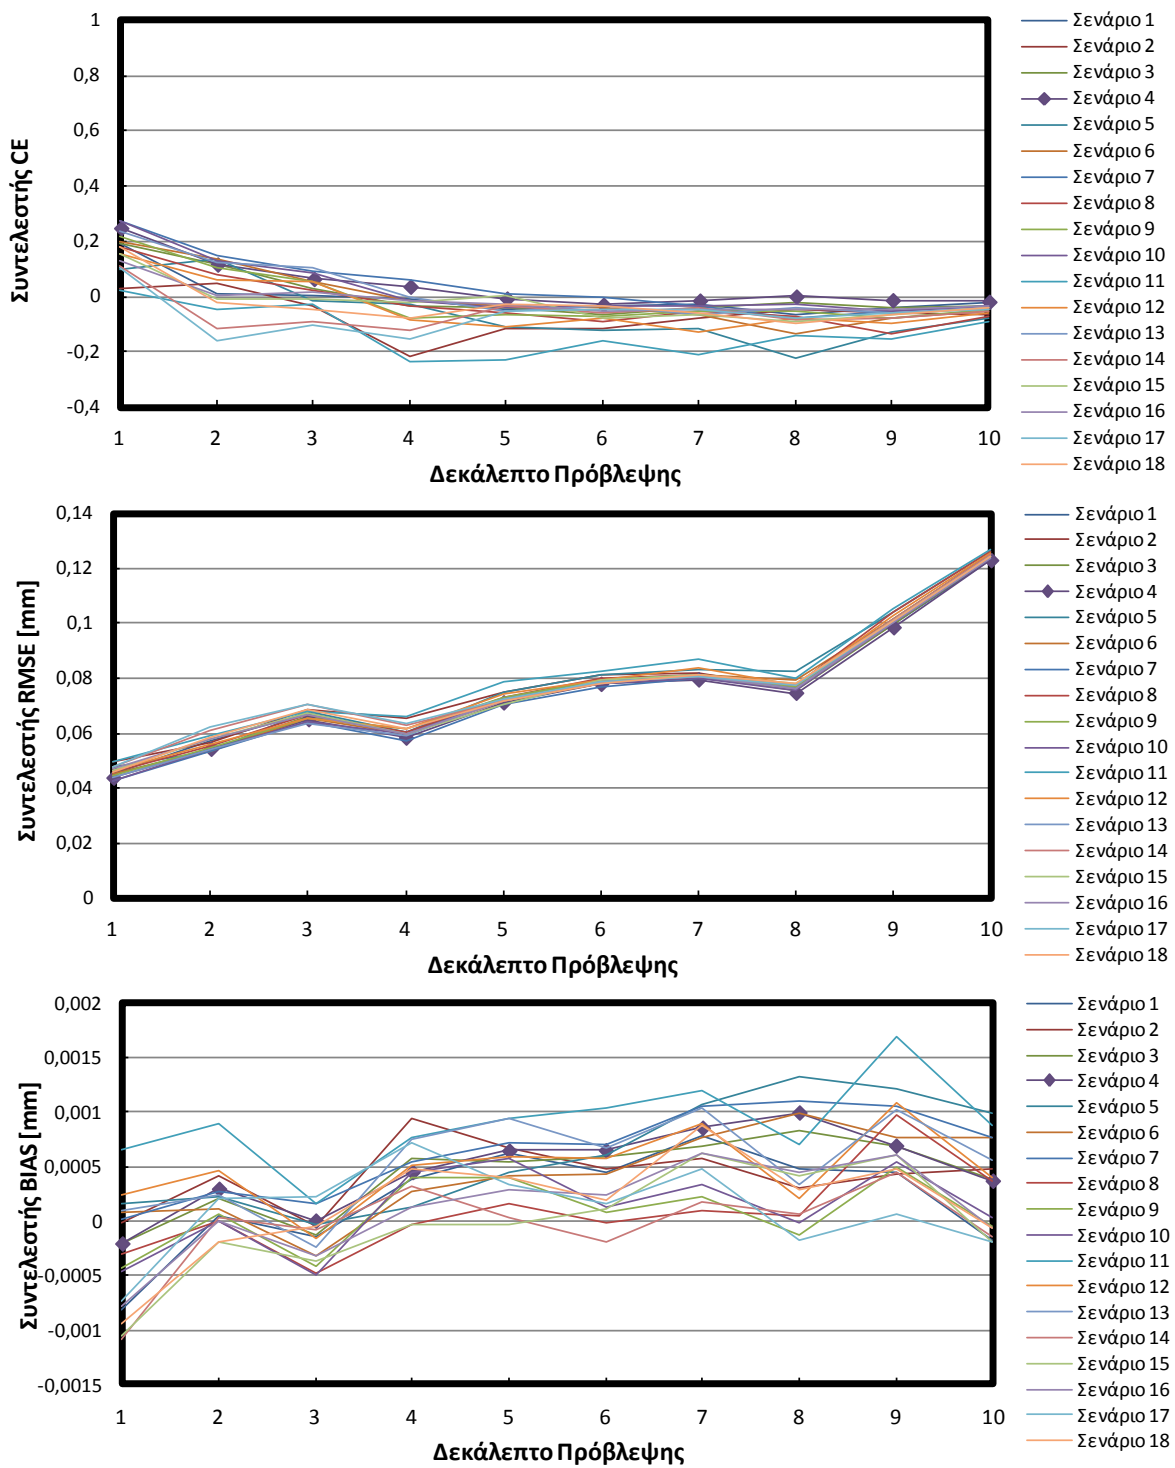 Συντελεστής CE
1
0,8
0,6
0,4
0,2
0
-0,2
-0,4
1 2 3 4 5 6 7 8 9 10
Δεκάλεπτο Πρόβλεψης
Σενάριο 1
Σενάριο 2
Σενάριο 3
Σενάριο 4
Σενάριο 5
Σενάριο 6
Σενάριο 7
Σενάριο 8
Σενάριο 9
Σενάριο 10
Σενάριο 11
Σενάριο 12
Σενάριο 13
Σενάριο 14
Σενάριο 15
Σενάριο 16
Σενάριο 17
Σενάριο 18
Συντελεστής RMSE [mm]
0,14
0,12
0,1
0,08
0,06
0,04
0,02
0
1 2 3 4 5 6 7 8 9 10
Δεκάλεπτο Πρόβλεψης
Σενάριο 1
Σενάριο 2
Σενάριο 3
Σενάριο 4
Σενάριο 5
Σενάριο 6
Σενάριο 7
Σενάριο 8
Σενάριο 9
Σενάριο 10
Σενάριο 11
Σενάριο 12
Σενάριο 13
Σενάριο 14
Σενάριο 15
Σενάριο 16
Σενάριο 17
Σενάριο 18
Συντελεστής BIAS [mm]
0,002
0,0015
0,001
0,0005
0
-0,0005
-0,001
-0,0015
1 2 3 4 5 6 7 8 9 10
Δεκάλεπτο Πρόβλεψης
Σενάριο 1
Σενάριο 2
Σενάριο 3
Σενάριο 4
Σενάριο 5
Σενάριο 6
Σενάριο 7
Σενάριο 8
Σενάριο 9
Σενάριο 10
Σενάριο 11
Σενάριο 12
Σενάριο 13
Σενάριο 14
Σενάριο 15
Σενάριο 16
Σενάριο 17
Σενάριο 18